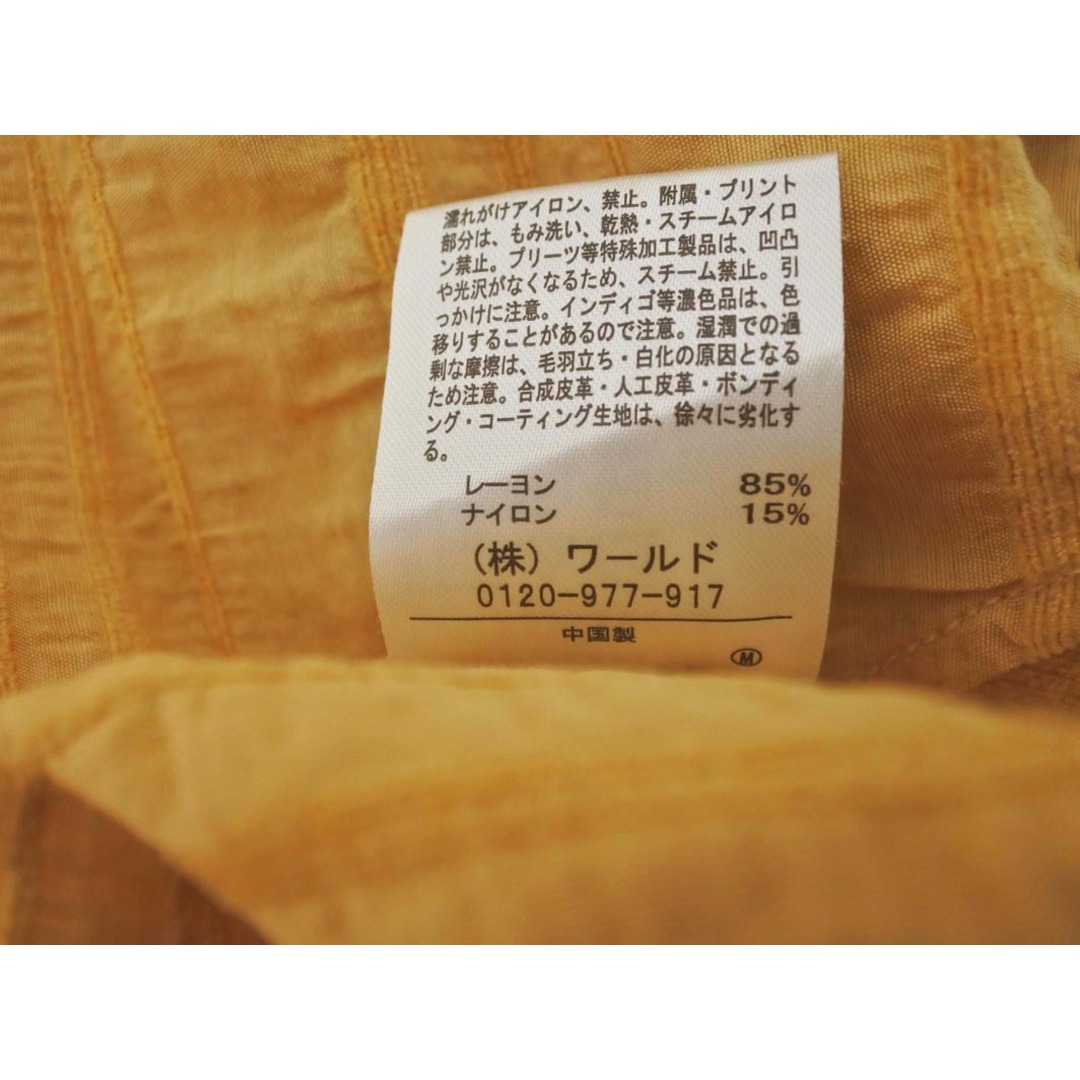 濡れがけアイロン、禁止。附属・プリント
部分は、もみ洗い、乾熱・スチームアイロ
ン禁止。プリーツ等特殊加工製品は、凹凸
や光沢がなくなるため、スチーム禁止。引
っかけに注意。インディゴ等濃色品は、色
移りすることがあるので注意。湿潤での過
剰な摩擦は、毛羽立ち・白化の原因となる
ため注意。合成皮革・人工皮革・ボンディ
ング・コーティング生地は、徐々に劣化す
る。
レーヨン 85%
ナイロン 15%
(株) ワールド
0120-977-917
中国製
Ⓜ